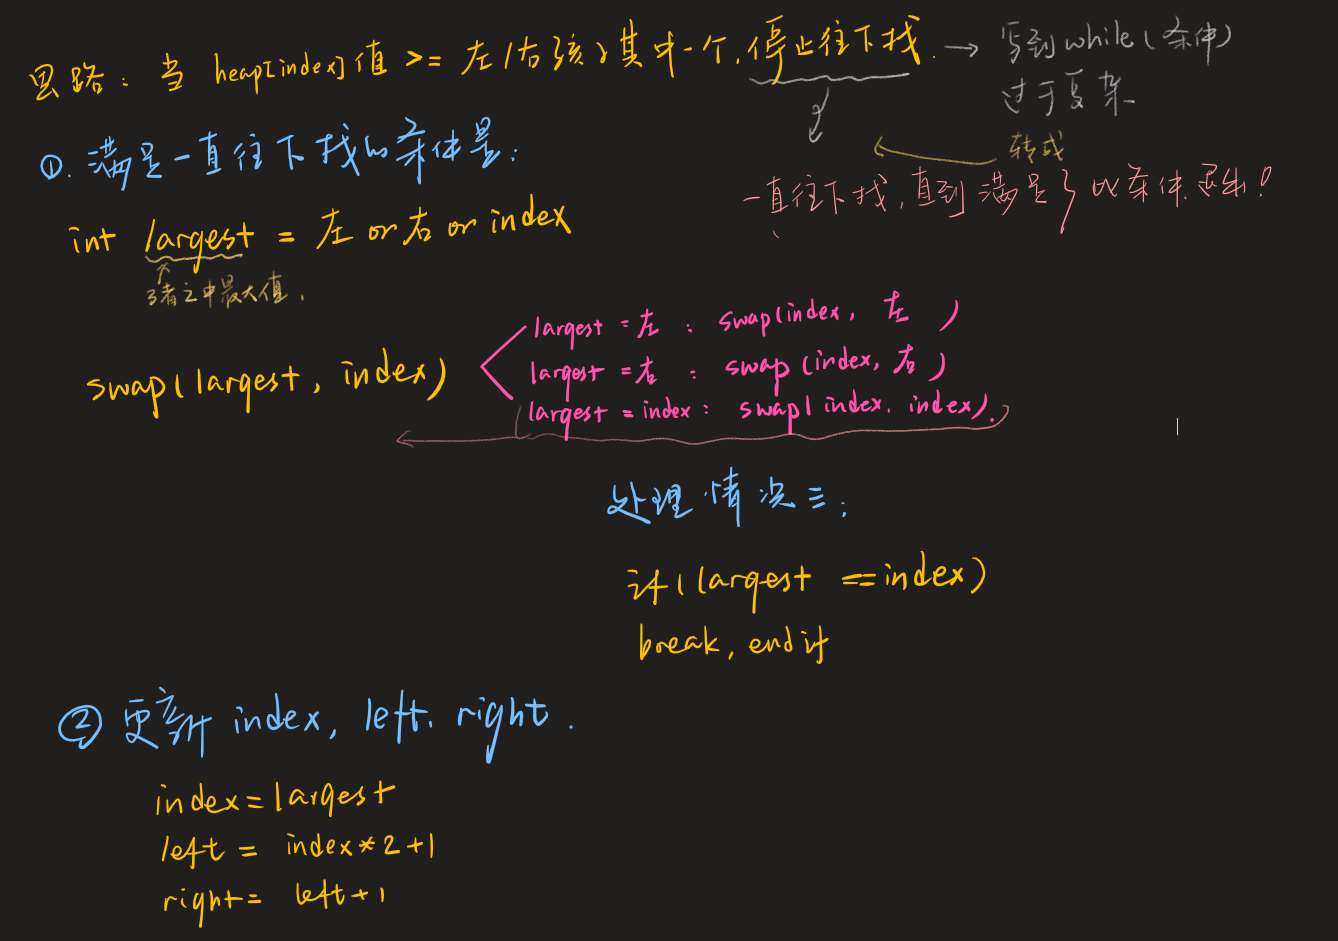 思路：当 heap[index] 值 >= 左/右孩子其中一个，停止往下找. → 写到 while(条件)
过于复杂
转成
一直往下找，直到满足了以条件退出！
①. 满足一直往下找的条件是：
int largest = 左 or 右 or index
3者之中最大值.
swap(largest, index)
largest = 左 : swap(index, 左)
largest = 右 : swap(index, 右)
largest = index : swap(index, index).
处理情况三：
if(largest == index)
break, end if
② 更新 index, left, right.
index = largest
left = index*2+1
right = left+1